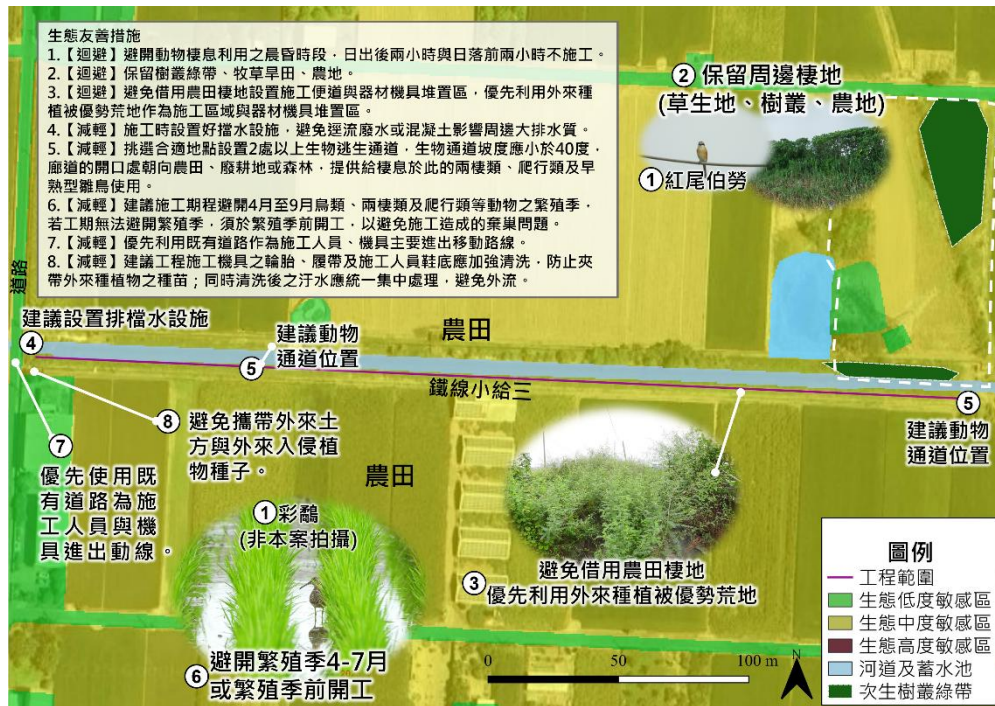 生態友善措施
1.【迴避】避開動物棲息利用之晨昏時段，日出後兩小時與日落前兩小時不施工。
2.【迴避】保留樹叢綠帶、牧草旱田、農地。
3.【迴避】避免借用農田棲地設置施工便道與器材機具堆置區，優先利用外來種
植被優勢荒地作為施工區域與器材機具堆置區。
4.【減輕】施工時設置好擋水設施，避免逕流廢水或混凝土影響周邊大排水質。
5.【減輕】挑選合適地點設置2處以上生物逃生通道，生物通道坡度應小於40度，
廊道的開口處朝向農田、廢耕地或森林，提供給棲息於此的兩棲類、爬行類及早
熟型雛鳥使用。
6.【減輕】建議施工期程避開4月至9月鳥類、兩棲類及爬行類等動物之繁殖季，
若工期無法避開繁殖季，須於繁殖季前開工，以避免施工造成的棄巢問題。
7.【減輕】優先利用既有道路作為施工人員、機具主要進出移動路線。
8.【減輕】建議工程施工機具之輪胎、履帶及施工人員鞋底應加強清洗，防止夾
帶外來種植物之種苗；同時清洗後之汙水應統一集中處理，避免外流。
② 保留周邊棲地
(草生地、樹叢、農地)
① 紅尾伯勞
道路
建議設置排檔水設施
④
建議動物
通道位置
⑤
農田
鐵線小給三
⑤
建議動物
通道位置
⑧
避免攜帶外來土
方與外來入侵植
物種子。
⑦
優先使用既
有道路為施
工人員與機
具進出動線。
農田
① 彩鷸
(非本案拍攝)
③
避免借用農田棲地
優先利用外來種植被優勢荒地
⑥
避開繁殖季4-7月
或繁殖季前開工
0 50 100 m
N
圖例
工程範圍
生態低度敏感區
生態中度敏感區
生態高度敏感區
河道及蓄水池
次生樹叢綠帶